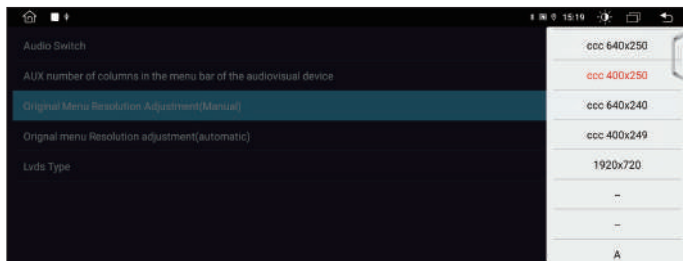 15:19
Audio Switch
AUX number of columns in the menu bar of the audiovisual device
Original Menu Resolution Adjustment(Manual)
Orignal menu Resolution adjustment(automatic)
Lvds Type
ccc 640x250
ccc 400x250
ccc 640x240
ccc 400x249
1920x720
–
–
A